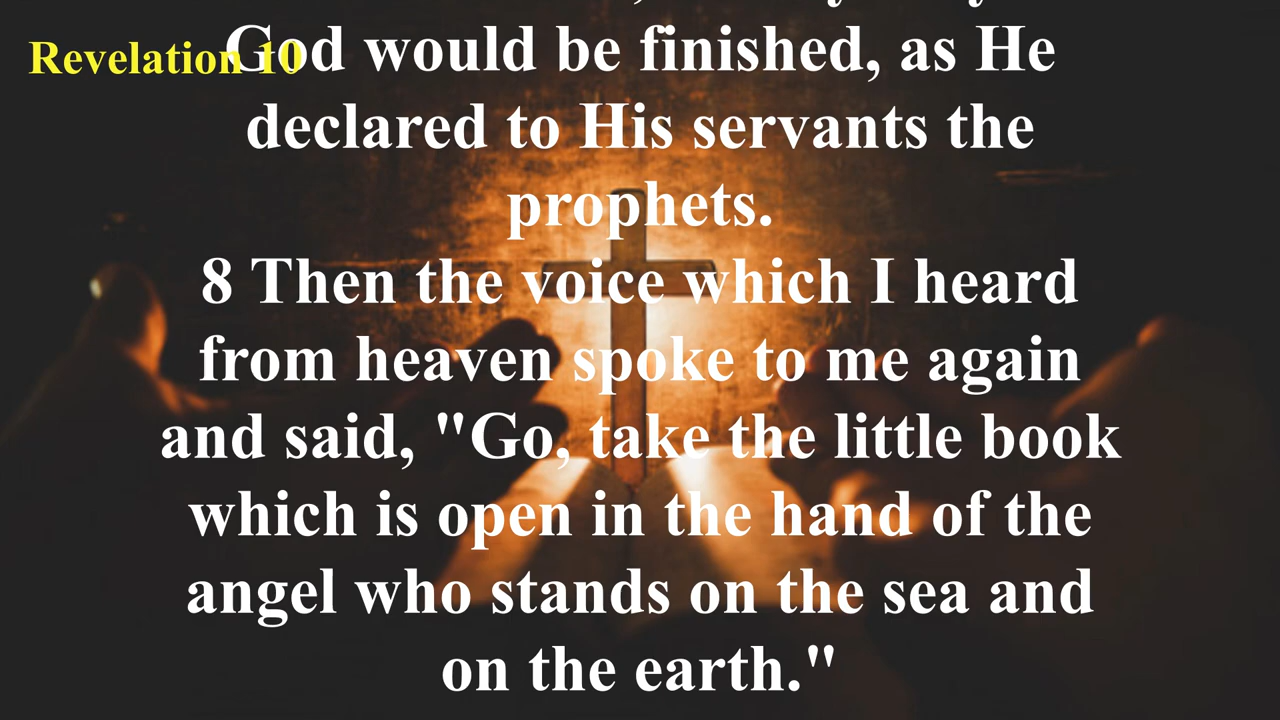 Revelation 10
God would be finished, as He
declared to His servants the
prophets.
8 Then the voice which I heard
from heaven spoke to me again
and said, "Go, take the little book
which is open in the hand of the
angel who stands on the sea and
on the earth."